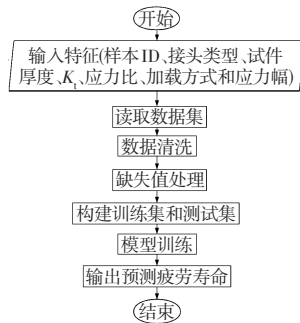 开始
输入特征(样本ID、接头类型、试件
厚度、Kt、应力比、加载方式和应力幅)
读取数据集
数据清洗
缺失值处理
构建训练集和测试集
模型训练
输出预测疲劳寿命
结束